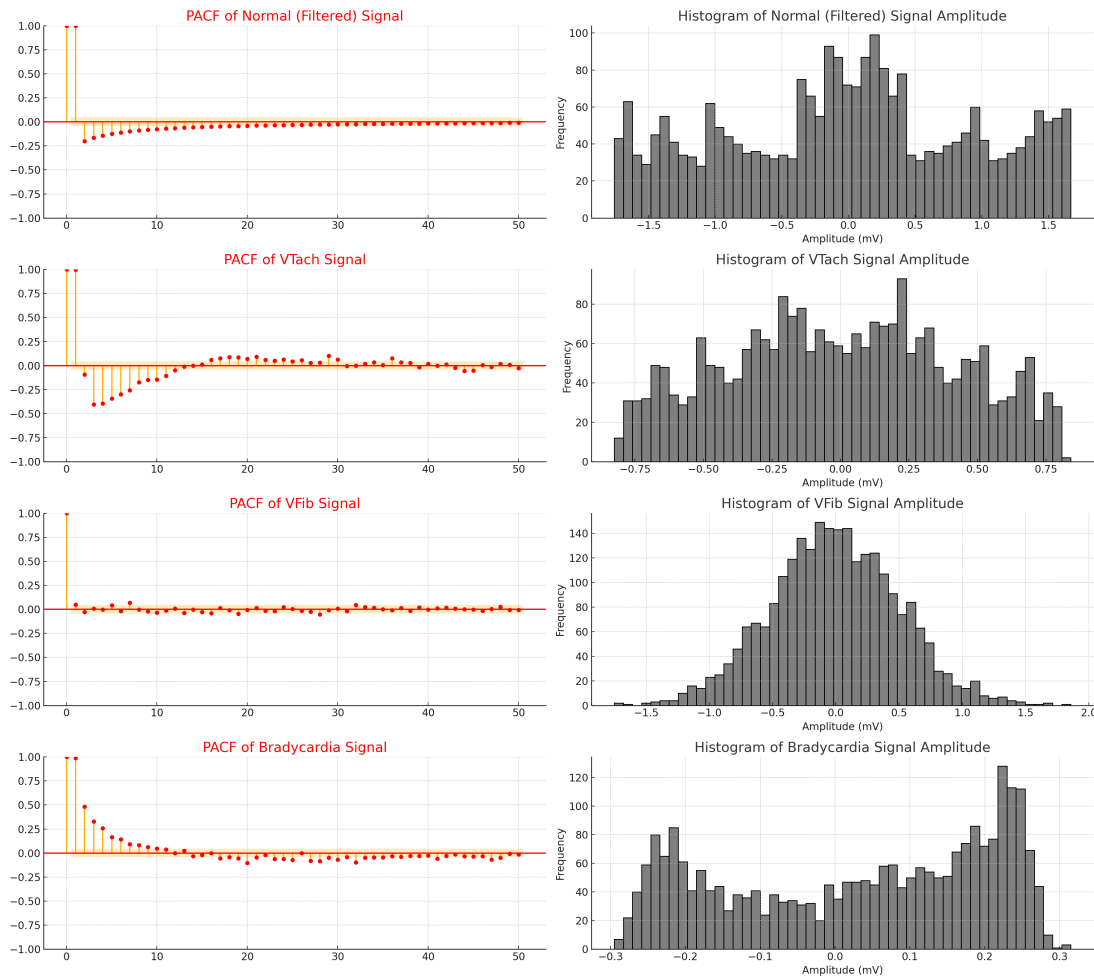 PACF of Normal (Filtered) Signal
1.00
0.75
0.50
0.25
0.00
−0.25
−0.50
−0.75
−1.00
0 10 20 30 40 50
Histogram of Normal (Filtered) Signal Amplitude
Frequency
100
80
60
40
20
0
−1.5 −1.0 −0.5 0.0 0.5 1.0 1.5
Amplitude (mV)
PACF of VTach Signal
1.00
0.75
0.50
0.25
0.00
−0.25
−0.50
−0.75
−1.00
0 10 20 30 40 50
Histogram of VTach Signal Amplitude
Frequency
80
60
40
20
0
−0.75 −0.50 −0.25 0.00 0.25 0.50 0.75
Amplitude (mV)
PACF of VFib Signal
1.00
0.75
0.50
0.25
0.00
−0.25
−0.50
−0.75
−1.00
0 10 20 30 40 50
Histogram of VFib Signal Amplitude
Frequency
140
120
100
80
60
40
20
0
−1.5 −1.0 −0.5 0.0 0.5 1.0 1.5 2.0
Amplitude (mV)
PACF of Bradycardia Signal
1.00
0.75
0.50
0.25
0.00
−0.25
−0.50
−0.75
−1.00
0 10 20 30 40 50
Histogram of Bradycardia Signal Amplitude
Frequency
120
100
80
60
40
20
0
−0.3 −0.2 −0.1 0.0 0.1 0.2 0.3
Amplitude (mV)